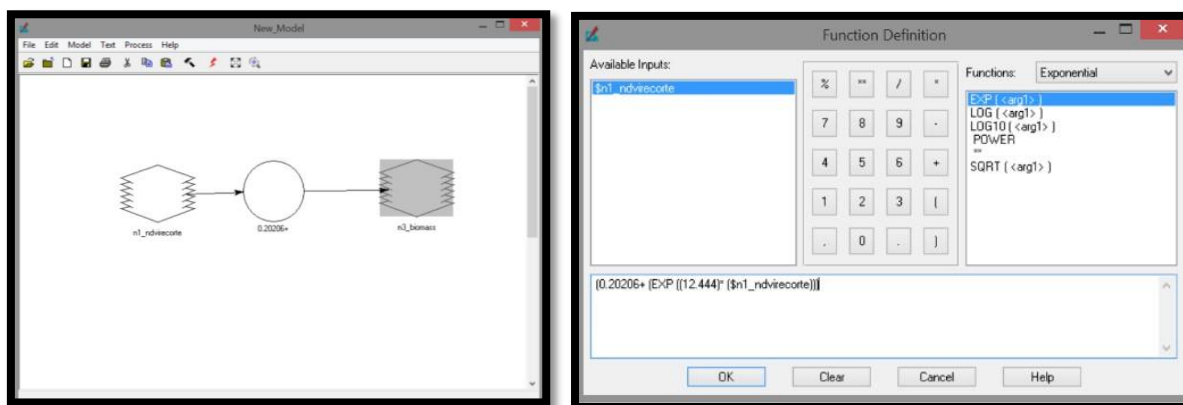 New_Model
File Edit Model Text Process Help
n1_ndvirecorte
0.20206+
n3_biomass
Function Definition
Available Inputs:
$n1_ndvirecorte
% ** / *
7 8 9 -
4 5 6 +
1 2 3 (
, 0 . )
Functions: Exponential
EXP ( <arg1> )
LOG ( <arg1> )
LOG10 ( <arg1> )
POWER
**
SQRT ( <arg1> )
(0.20206+ (EXP ((12.444)* ($n1_ndvirecorte)))
OK Clear Cancel Help